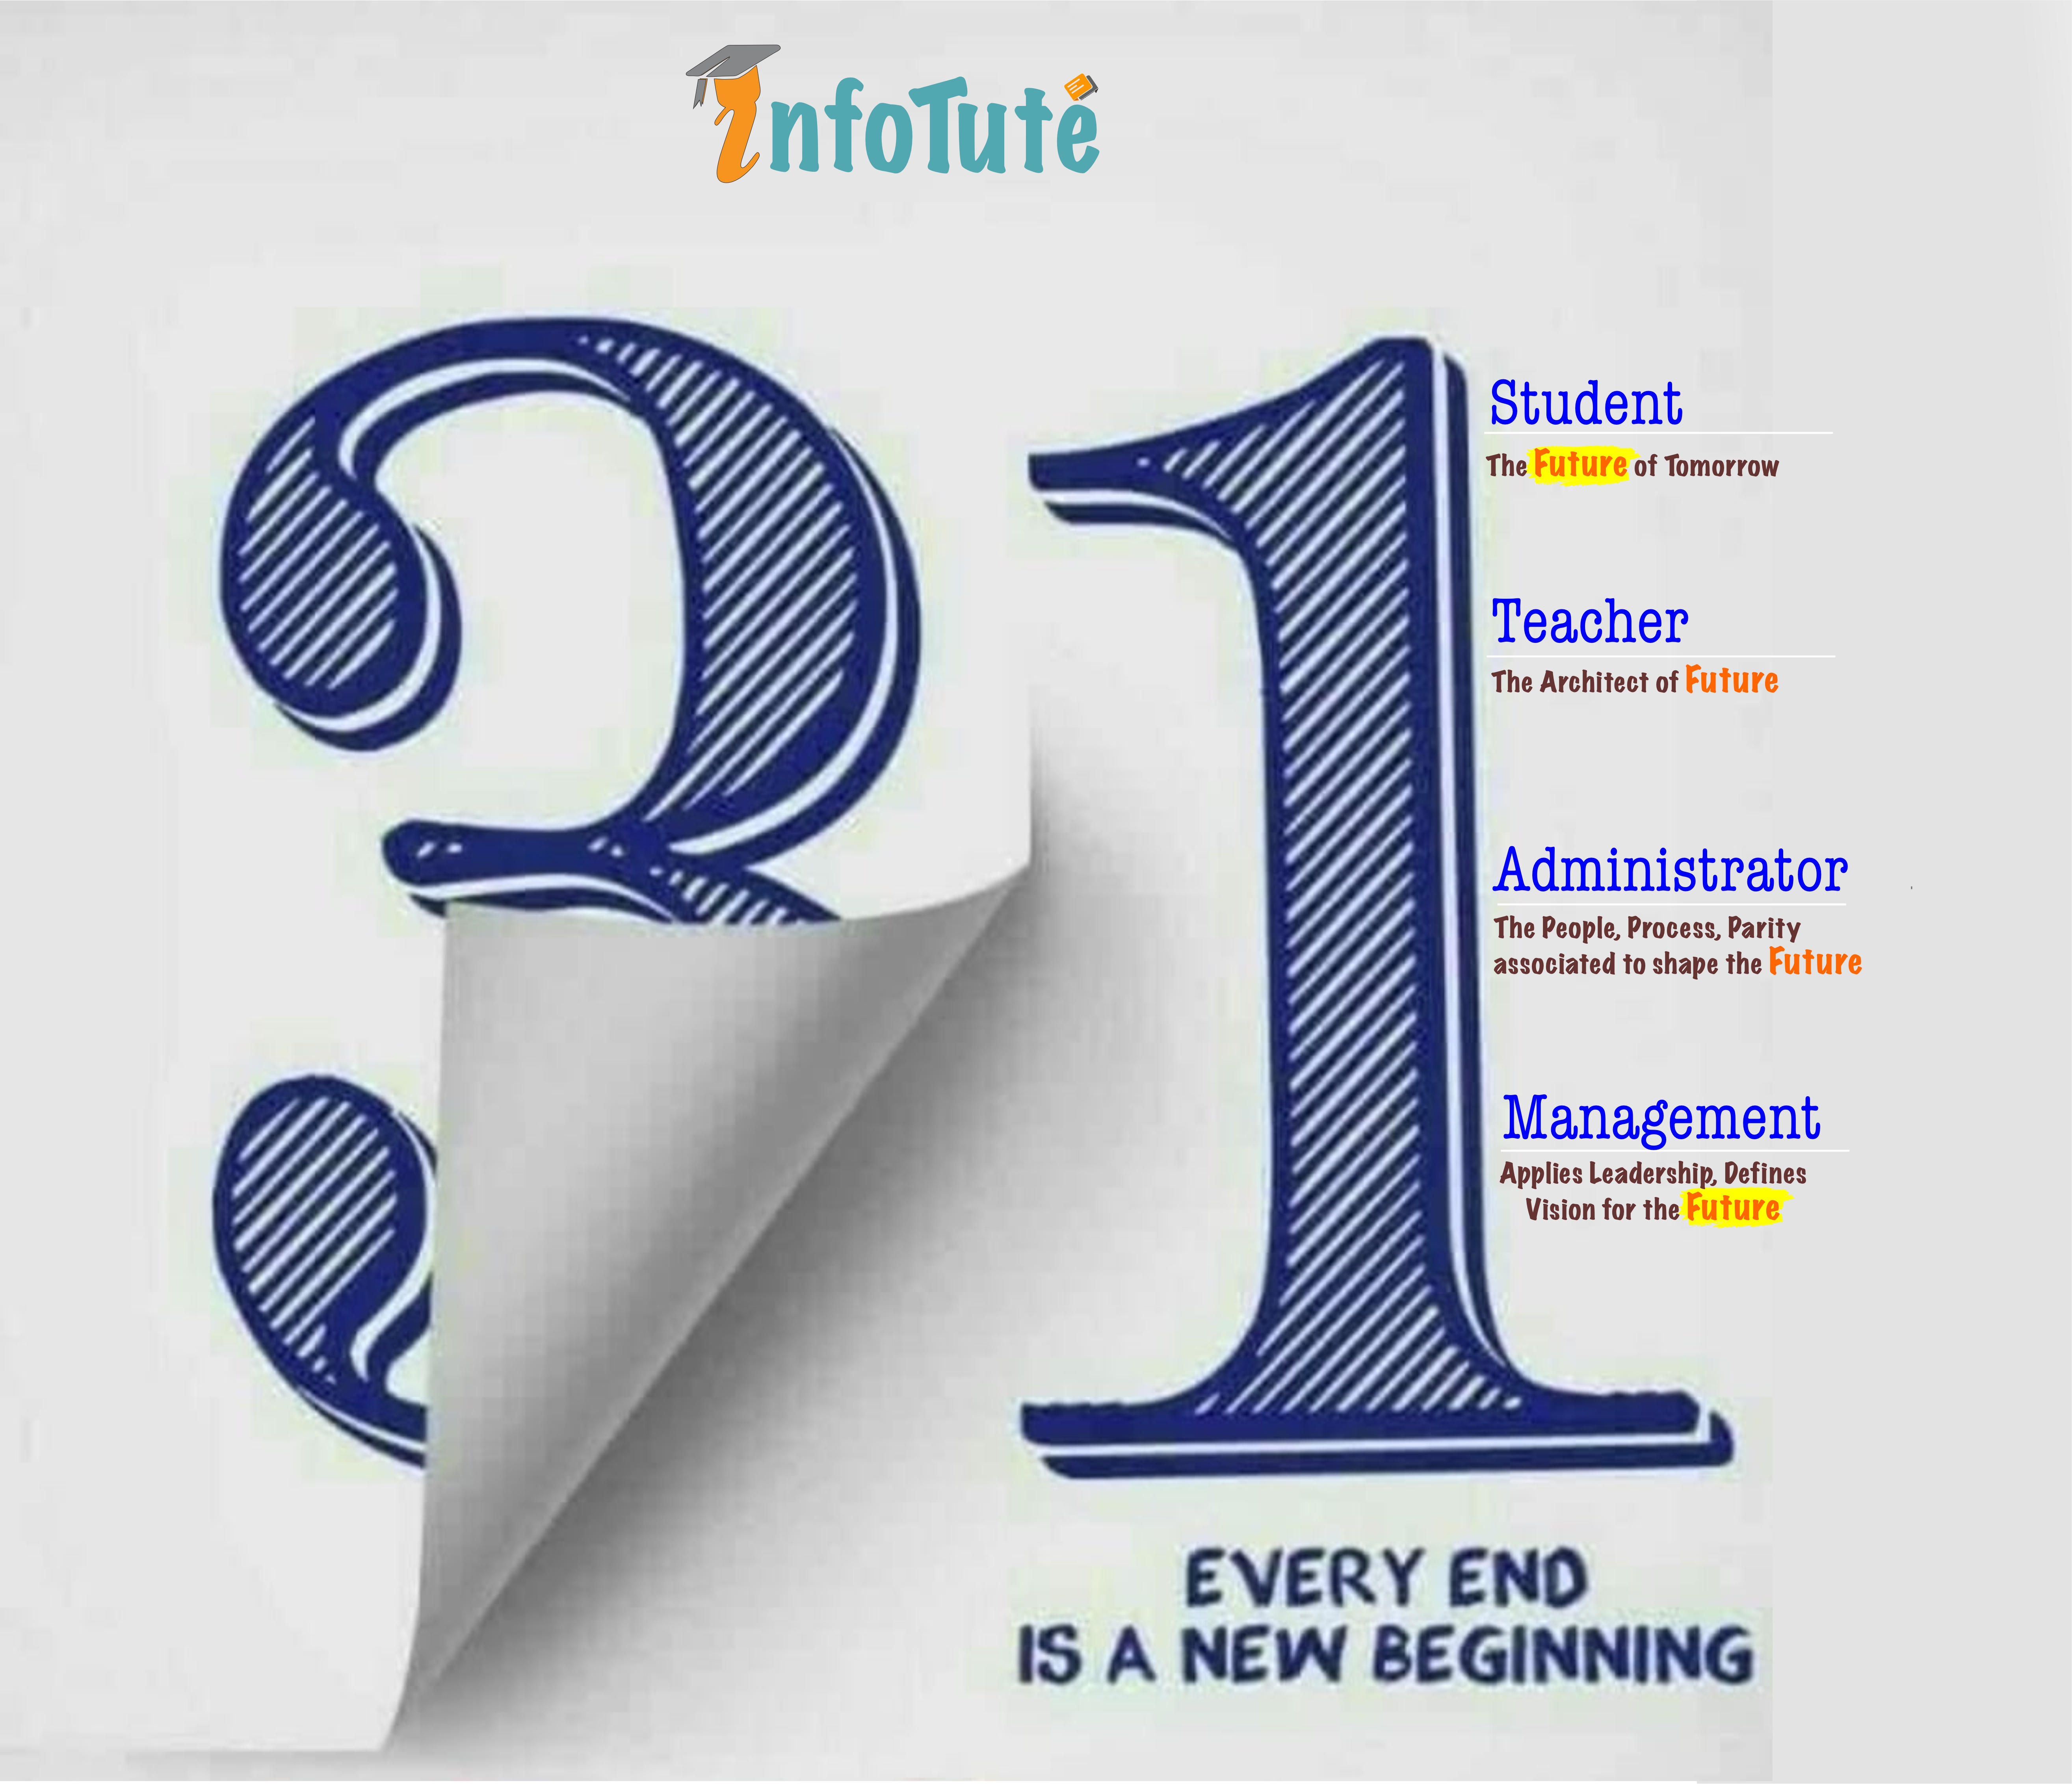 InfoTute
31
Student
The Future of Tomorrow
Teacher
The Architect of Future
Administrator
The People, Process, Parity
associated to shape the Future
Management
Applies Leadership, Defines
Vision for the Future
EVERY END
IS A NEW BEGINNING